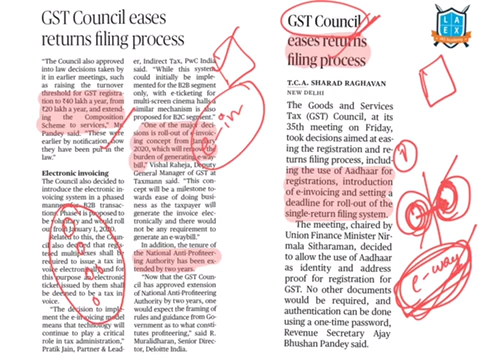 GST Council eases
returns filing process
"The Council also approved
into law decisions taken by
it in earlier meetings, such
as raising the turnover
threshold for GST registration
to ₹40 lakh a year, from
₹20 lakh a year, and extending
the Composition
Scheme to services," Mr
Pandey said. "These were
earlier by notification, now
they have been put in the
law."
Electronic invoicing
The Council also decided to
introduce the electronic in-
voicing system in a phased
manner for B2B transac-
tions. Phase 1 is proposed to
be voluntary and would roll
out January 1, 2020.
Related to this, the Coun-
cil also decided that regis-
tered multiplexes shall be
required to issue a tax in-
voice electronically and for
this purpose an electronic
ticket issued by them shall
be deemed to be a tax in-
voice.
"The decision to implement
the e-invoicing model means
that technology will
continue to play a critical
role in tax administration,"
Pratik Jain, Partner & Lead-
er, Indirect Tax, PwC India
said. "While this system
could initially be imple-
mented for the B2B segment
only, with e-ticketing for
multi-screen cinema halls a
similar mechanism is also
proposed for B2C segment."
"One of the major decisions
is roll-out of e-invoic-
ing concept from
2020, which will reduce
burden of generating e-way
bill," Vishal Raheja, Deputy
General Manager of GST at
Taxmann said. "This con-
cept will be a milestone to-
wards ease of doing busi-
ness as the taxpayer will
generate the invoice elec-
tronically and there would
not be any requirement to
generate an e-waybill."
In addition, the tenure of
the National Anti-Profiteer-
ing Authority has been ex-
tended by two years.
"Now that the GST Coun-
cil has approved extension
of National Anti-Profiteering
Authority by two years, one
would expect the framing of
rules and guidance from Go-
vernment as to what consti-
tutes profiteering," said R.
Muralidharan, Senior Direc-
tor, Deloitte India.
e-in
GST Council
eases returns
filing process
T.C.A. SHARAD RAGHAVAN
NEW DELHI
The Goods and Services
Tax (GST) Council, at its
35th meeting on Friday,
took decisions aimed at eas-
ing the registration and re-
turns filing process, includ-
ing the use of Aadhaar for
registrations, introduction
of e-invoicing and setting a
deadline for roll-out of the
single-return filing system.
The meeting, chaired by
Union Finance Minister Nir-
mala Sitharaman, decided
to allow the use of Aadhaar
as identity and address
proof for registration for
GST. No other documents
would be required, and
authentication can be done
using a one-time password,
Revenue Secretary Ajay
Bhushan Pandey said.
e-way
LAEX